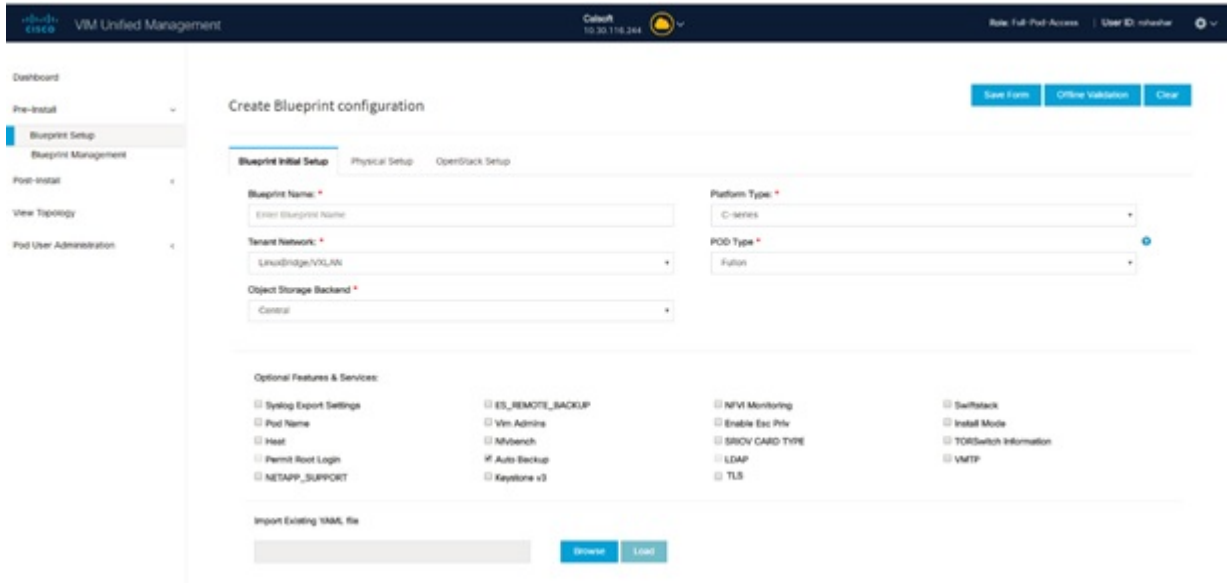 cisco VIM Unified Management
Calsoft
10.30.116.244
Role: Full-Pod-Access | User ID: rohashar
Dashboard
Pre-Install
Blueprint Setup
Blueprint Management
Post-Install
View Topology
Pod User Administration
Create Blueprint configuration
Save Form Offline Validation Clear
Blueprint Initial Setup Physical Setup OpenStack Setup
Blueprint Name: *
Enter Blueprint Name
Platform Type: *
C-series
Tenant Network: *
LinuxBridge/VXLAN
POD Type *
Fullon
Object Storage Backend *
Central
Optional Features & Services:
Syslog Export Settings ES_REMOTE_BACKUP NFVI Monitoring Swiftstack
Pod Name Vim Admins Enable Esc Priv Install Mode
Heat Nfvbench SRIOV CARD TYPE TORSwitch Information
Permit Root Login Auto Backup LDAP VMTP
NETAPP_SUPPORT Keystone v3 TLS
Import Existing YAML file
Browse Load